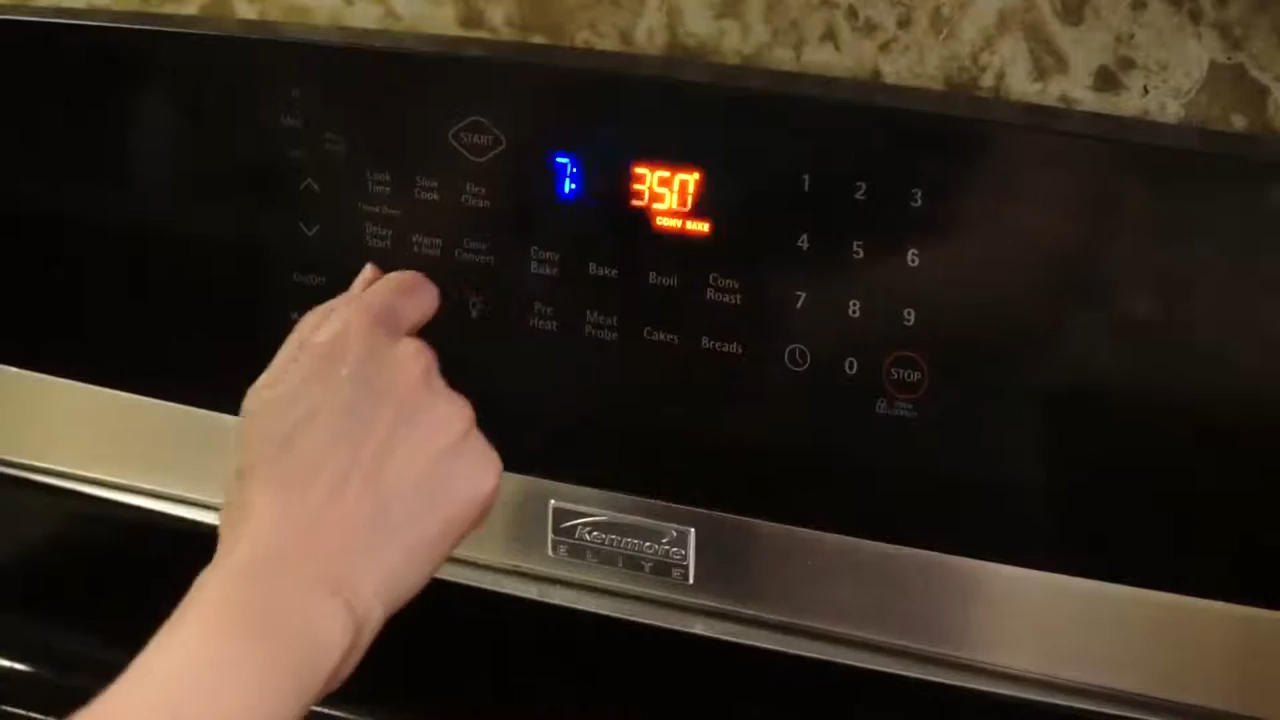 START
7:
350°
CONV BAKE
Cook
Time
Slow
Cook
Clean
Delay
Start
Warm
& Hold
Conv
Convert
On/Off
Conv
Bake
Bake
Broil
Conv
Roast
Pre
Heat
Meat
Probe
Cakes
Breads
1 2 3
4 5 6
7 8 9
0
STOP
Kenmore
ELITE